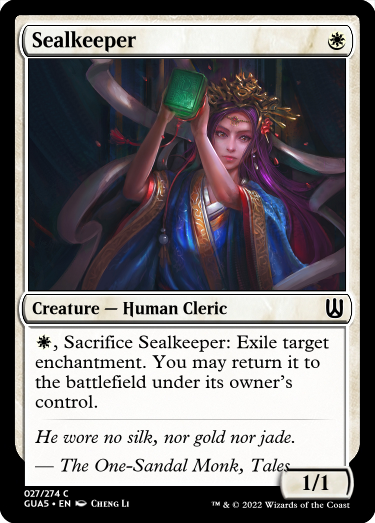 Sealkeeper
Creature — Human Cleric
, Sacrifice Sealkeeper: Exile target
enchantment. You may return it to
the battlefield under its owner's
control.
He wore no silk, nor gold nor jade.
— The One-Sandal Monk, Tales
1/1
027/274 C
GUA5 • EN Cheng Li
™ & © 2022 Wizards of the Coast